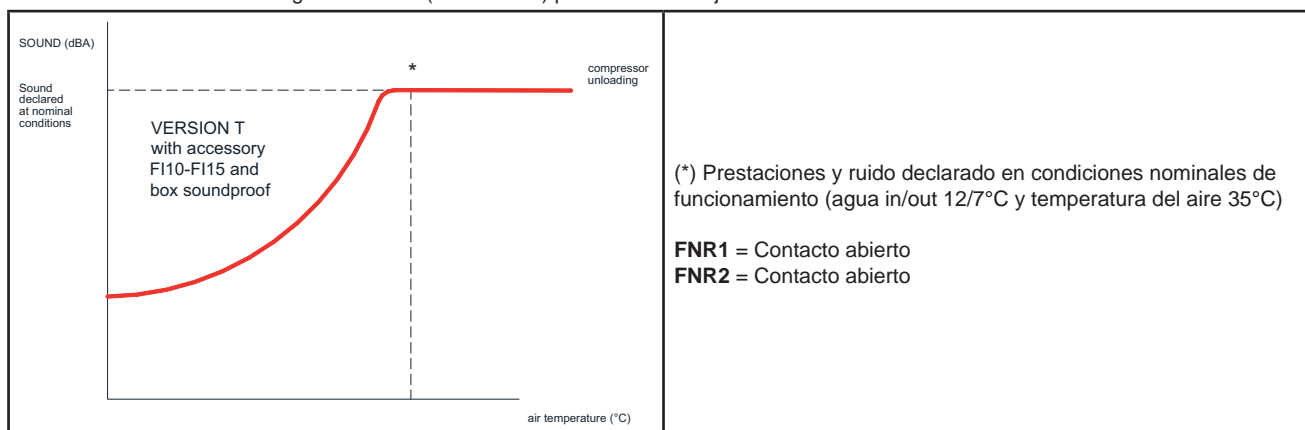 SOUND (dBA)
Sound
declared
at nominal
conditions
*
compressor
unloading
VERSION T
with accessory
FI10-FI15 and
box soundproof
air temperature (°C)
(*) Prestaciones y ruido declarado en condiciones nominales de
funcionamiento (agua in/out 12/7°C y temperatura del aire 35°C)
FNR1 = Contacto abierto
FNR2 = Contacto abierto